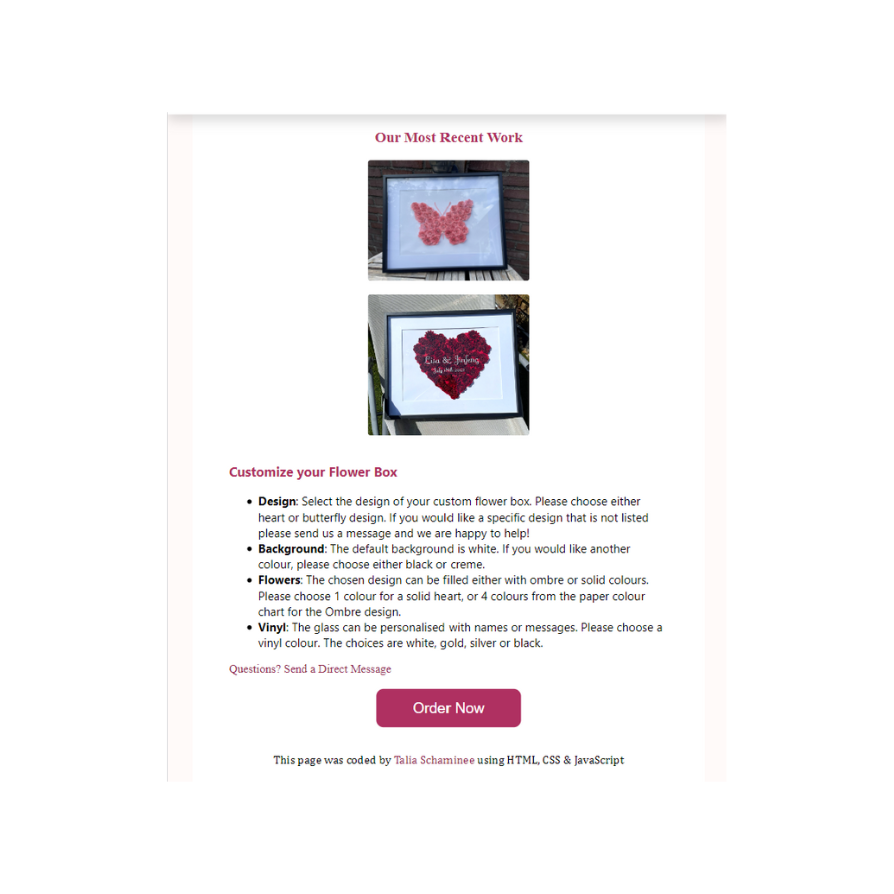 Our Most Recent Work
Lisa & Jinfeng
Customize your Flower Box
Design: Select the design of your custom flower box. Please choose either
heart or butterfly design. If you would like a specific design that is not listed
please send us a message and we are happy to help!
Background: The default background is white. If you would like another
colour, please choose either black or creme.
Flowers: The chosen design can be filled either with ombre or solid colours.
Please choose 1 colour for a solid heart, or 4 colours from the paper colour
chart for the Ombre design.
Vinyl: The glass can be personalised with names or messages. Please choose a
vinyl colour. The choices are white, gold, silver or black.
Questions? Send a Direct Message
Order Now
This page was coded by Talia Schaminee using HTML, CSS & JavaScript